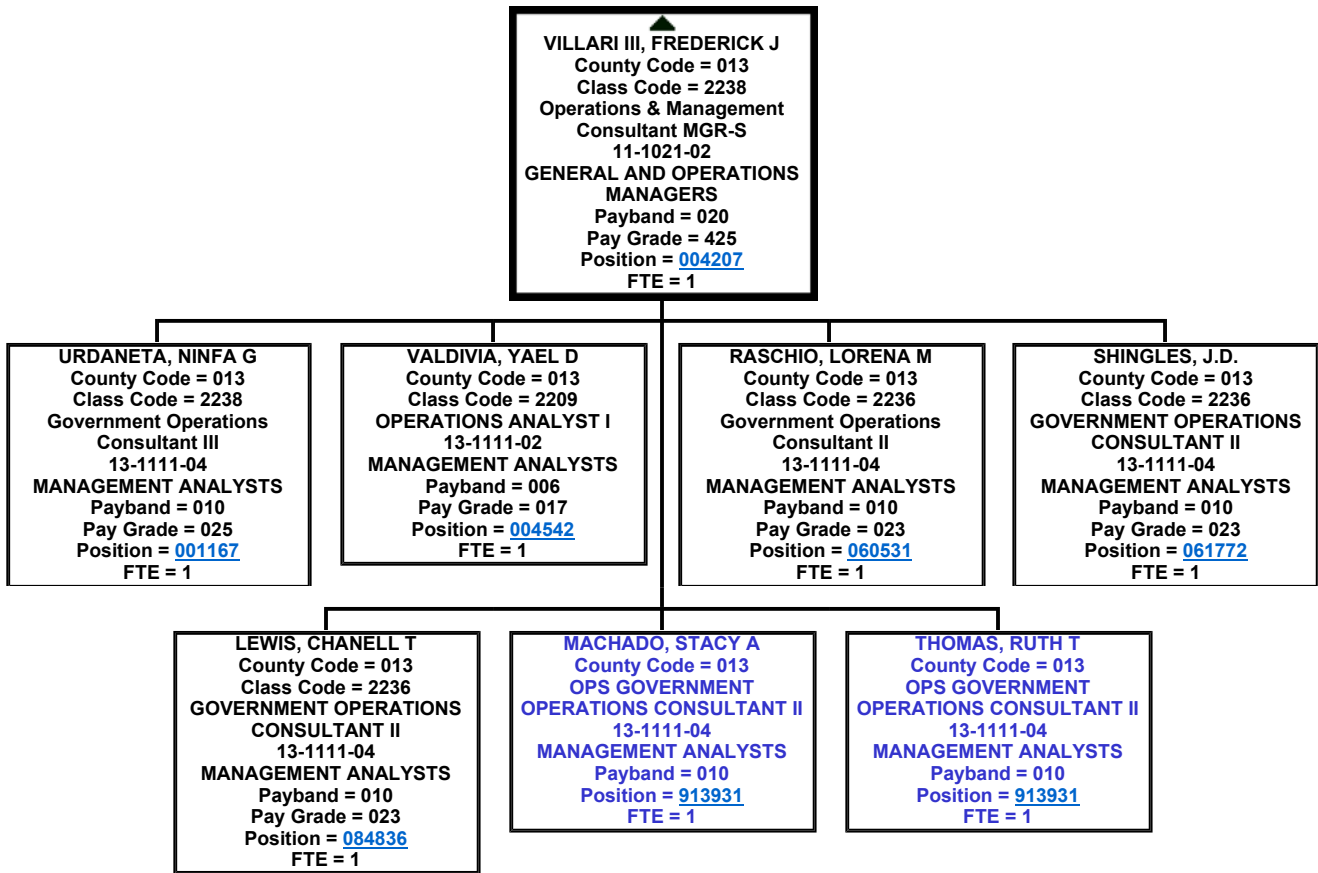 VILLARI III, FREDERICK J
County Code = 013
Class Code = 2238
Operations & Management
Consultant MGR-S
11-1021-02
GENERAL AND OPERATIONS
MANAGERS
Payband = 020
Pay Grade = 425
Position = 004207
FTE = 1
URDANETA, NINFA G
County Code = 013
Class Code = 2238
Government Operations
Consultant III
13-1111-04
MANAGEMENT ANALYSTS
Payband = 010
Pay Grade = 025
Position = 001167
FTE = 1
VALDIVIA, YAEL D
County Code = 013
Class Code = 2209
OPERATIONS ANALYST I
13-1111-02
MANAGEMENT ANALYSTS
Payband = 006
Pay Grade = 017
Position = 004542
FTE = 1
RASCHIO, LORENA M
County Code = 013
Class Code = 2236
Government Operations
Consultant II
13-1111-04
MANAGEMENT ANALYSTS
Payband = 010
Pay Grade = 023
Position = 060531
FTE = 1
SHINGLES, J.D.
County Code = 013
Class Code = 2236
GOVERNMENT OPERATIONS
CONSULTANT II
13-1111-04
MANAGEMENT ANALYSTS
Payband = 010
Pay Grade = 023
Position = 061772
FTE = 1
LEWIS, CHANELL T
County Code = 013
Class Code = 2236
GOVERNMENT OPERATIONS
CONSULTANT II
13-1111-04
MANAGEMENT ANALYSTS
Payband = 010
Pay Grade = 023
Position = 084836
FTE = 1
MACHADO, STACY A
County Code = 013
OPS GOVERNMENT
OPERATIONS CONSULTANT II
13-1111-04
MANAGEMENT ANALYSTS
Payband = 010
Position = 913931
FTE = 1
THOMAS, RUTH T
County Code = 013
OPS GOVERNMENT
OPERATIONS CONSULTANT II
13-1111-04
MANAGEMENT ANALYSTS
Payband = 010
Position = 913931
FTE = 1